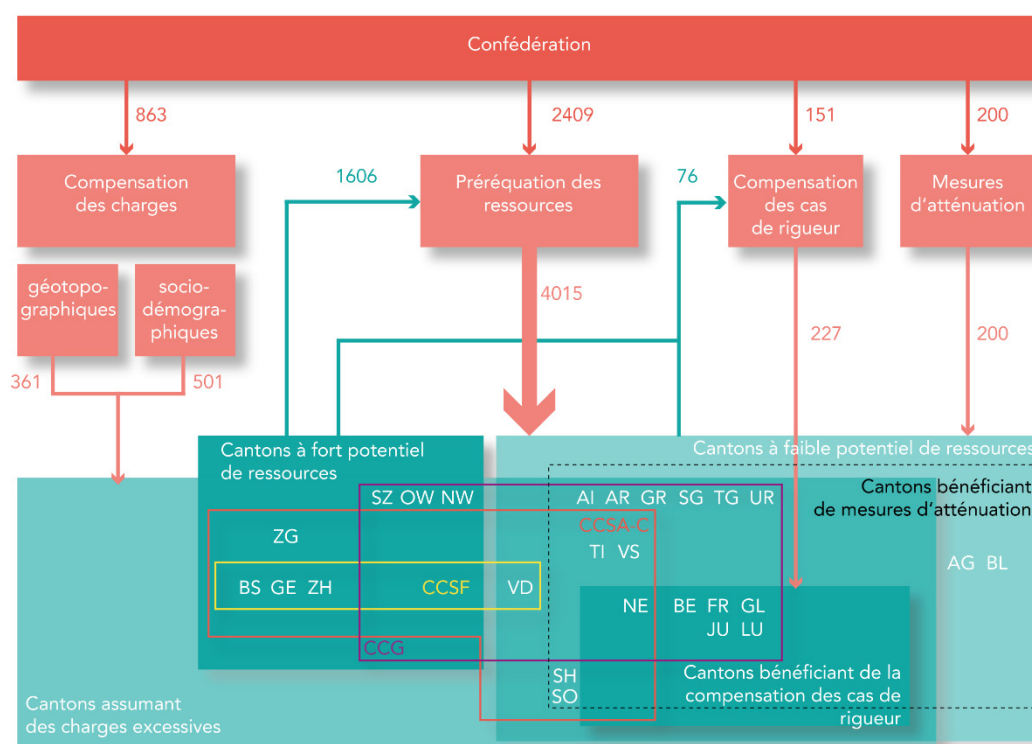 Confédération
863
2409
151
200
Compensation
des charges
1606
Préréquation des
ressources
76
Compensation
des cas
de rigueur
Mesures
d'atténuation
géotopo-
graphiques
socio-
démogra-
phiques
4015
227
200
361
501
Cantons à fort potentiel
de ressources
Cantons à faible potentiel de ressources
Cantons bénéficiant
de mesures d'atténuation
SZ OW NW
AI AR GR SG TG UR
CCSA-C
ZG
TI VS
AG BL
BS GE ZH
CCSF
VD
NE
BE FR GL
JU LU
CCG
SH
SO
Cantons bénéficiant de la
compensation des cas de
rigueur
Cantons assumant
des charges excessives